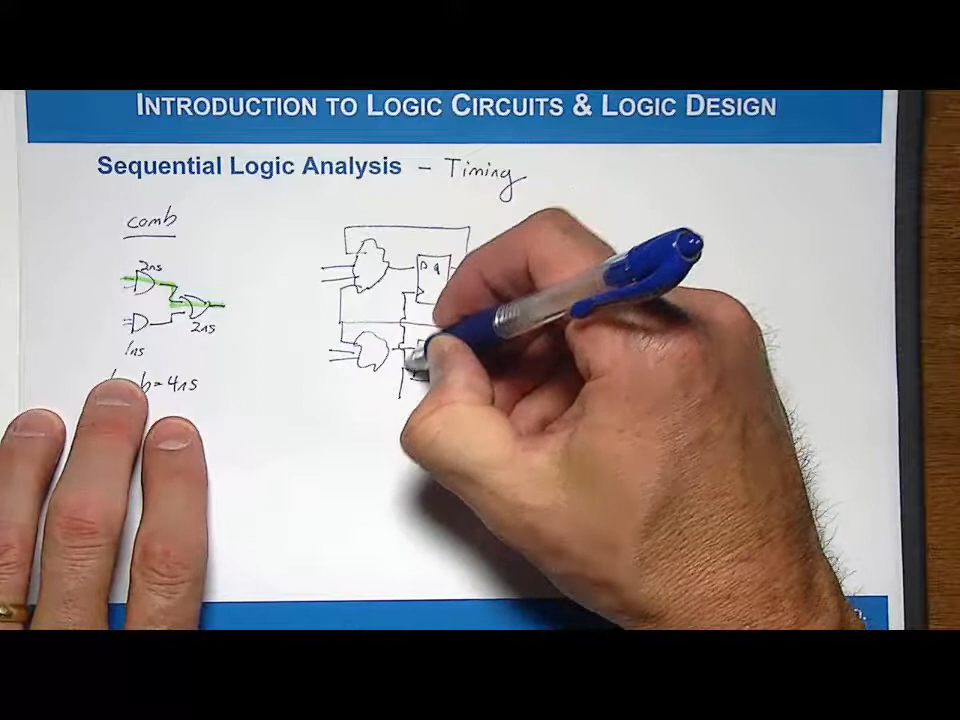 INTRODUCTION TO LOGIC CIRCUITS & LOGIC DESIGN
Sequential Logic Analysis - Timing
comb
2ns
2ns
1ns
b = 4ns
D Q